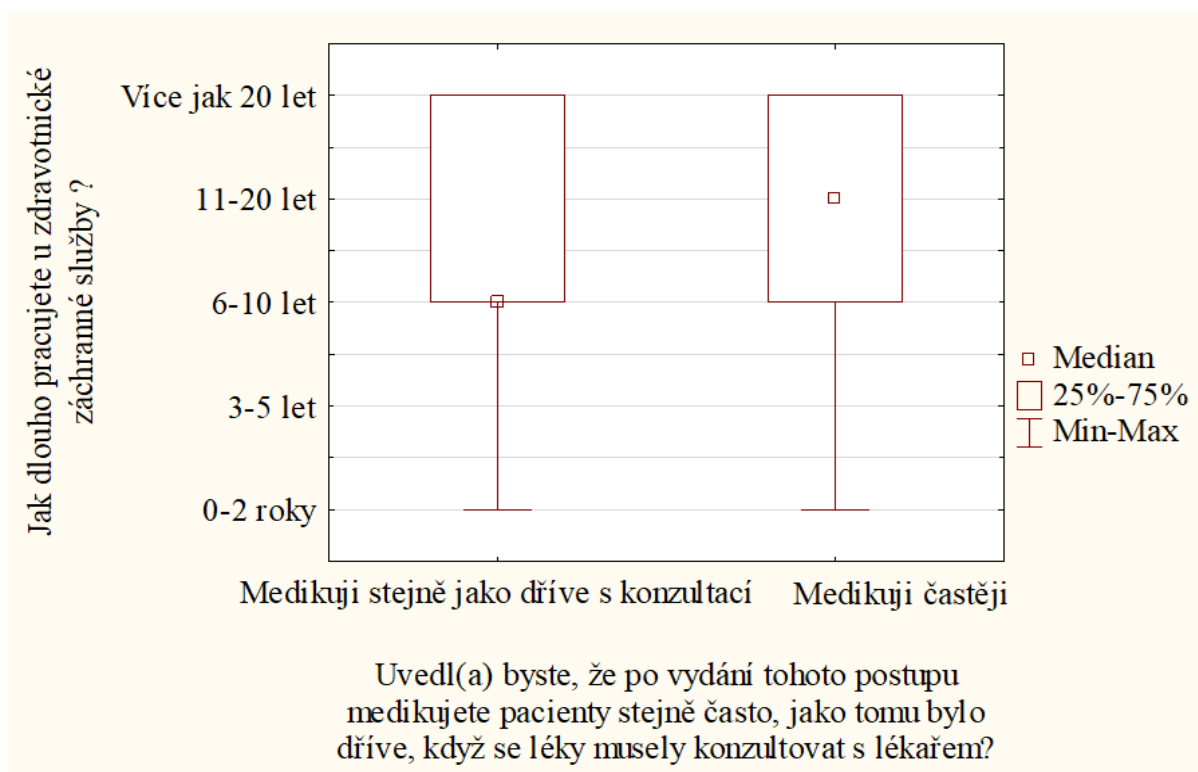 Jak dlouho pracujete u zdravotnické
záchranné služby ?
Více jak 20 let
11-20 let
6-10 let
3-5 let
0-2 roky
Medikuji stejně jako dříve s konzultací
Medikuji častěji
Median
25%-75%
Min-Max
Uvedl(a) byste, že po vydání tohoto postupu
medikujete pacienty stejně často, jako tomu bylo
dříve, když se léky musely konzultovat s lékařem?